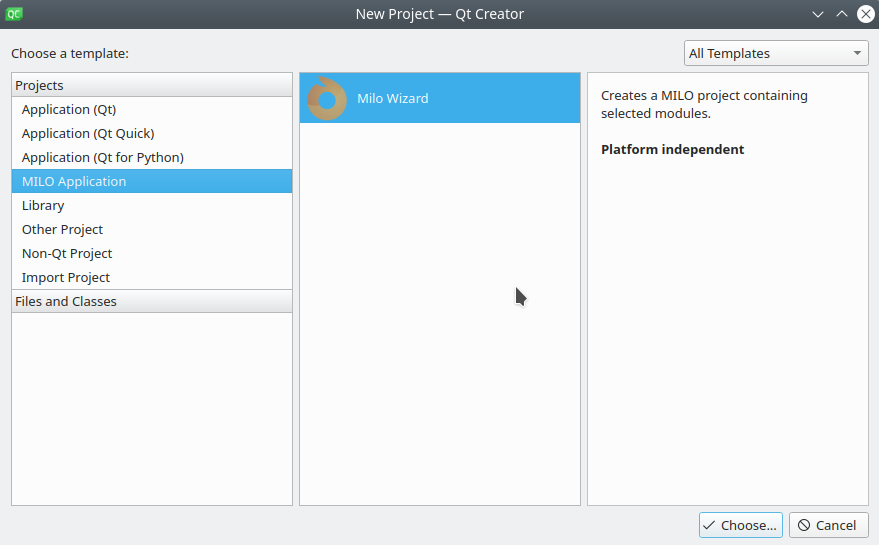 QC
New Project — Qt Creator
Choose a template:
All Templates
Projects
Application (Qt)
Application (Qt Quick)
Application (Qt for Python)
MILO Application
Library
Other Project
Non-Qt Project
Import Project
Files and Classes
Milo Wizard
Creates a MILO project containing
selected modules.
Platform independent
Choose...
Cancel